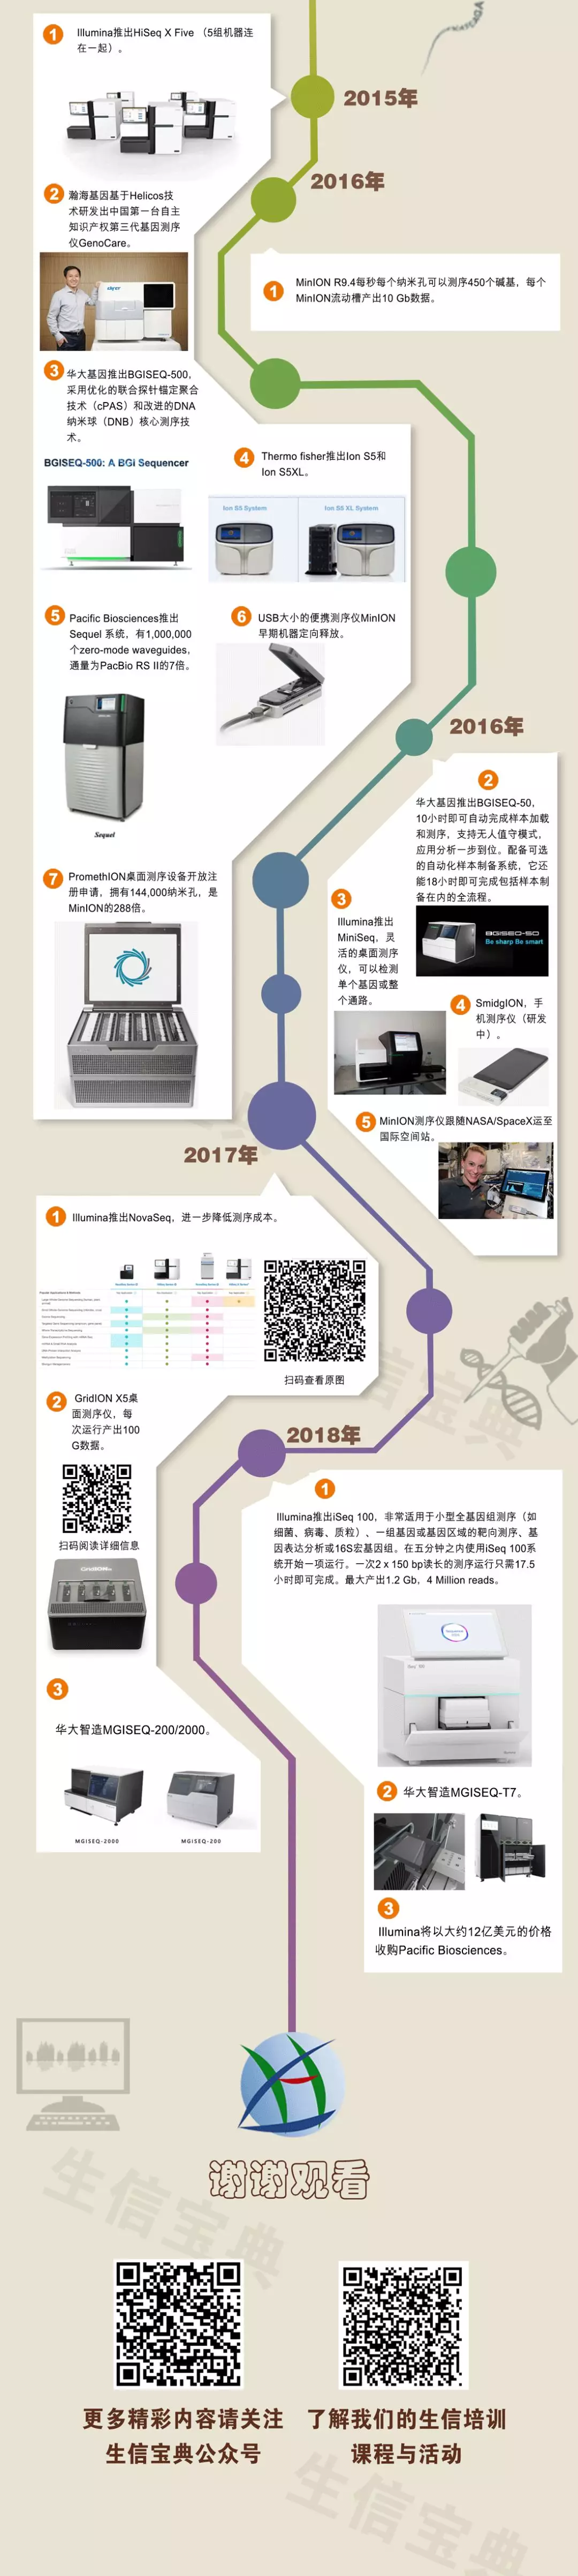 1 Illumina推出HiSeq X Five （5组机器连
在一起）。
2015年
2016年
2 瀚海基因基于Helicos技
术研发出中国第一台自主
知识产权第三代基因测序
仪GenoCare。
1 MinION R9.4每秒每个纳米孔可以测序450个碱基，每个
MinION流动槽产出10 Gb数据。
3 华大基因推出BGISEQ-500,
采用优化的联合探针锚定聚合
技术（cPAS）和改进的DNA
纳米球（DNB）核心测序技
术。
BGISEQ-500: A BGI Sequencer
4 Thermo fisher推出Ion S5和
Ion S5XL。
Ion S5 System
Ion S5 XL System
5 Pacific Biosciences推出
Sequel 系统，有1,000,000
个zero-mode waveguides,
通量为PacBio RS II的7倍。
Sequel
6 USB大小的便携测序仪MinION
早期机器定向释放。
2016年
7 PromethION桌面测序设备开放注
册申请，拥有144,000纳米孔，是
MinION的288倍。
2
华大基因推出BGISEQ-50,
10小时即可自动完成样本加载
和测序，支持无人值守模式，
应用分析一步到位。配备可选
的自动化样本制备系统，它还
能18小时即可完成包括样本制
备在内的全流程。
BGISEQ-50
Be sharp Be smart
3
Illumina推出
MiniSeq，灵
活的桌面测序
仪，可以检测
单个基因或整
个通路。
4 SmidgION，手
机测序仪（研发
中）。
5 MinION测序仪跟随NASA/SpaceX运至
国际空间站。
2017年
1 Illumina推出NovaSeq，进一步降低测序成本。
扫码查看原图
2 GridION X5桌
面测序仪，每
次运行产出100
G数据。
扫码阅读详细信息
GridION
3
华大智造MGISEQ-200/2000。
MGISEQ-2000
MGISEQ-200
2018年
1
Illumina推出iSeq 100，非常适用于小型全基因组测序（如
细菌、病毒、质粒）、一组基因或基因区域的靶向测序、基
因表达分析或16S宏基因组。在五分钟之内使用iSeq 100系
统开始一项运行。一次2 x 150 bp读长的测序运行只需17.5
小时即可完成。最大产出1.2 Gb，4 Million reads。
2 华大智造MGISEQ-T7。
3
Illumina将以大约12亿美元的价格
收购Pacific Biosciences。
谢谢观看
生信宝典
更多精彩内容请关注
生信宝典公众号
了解我们的生信培训
课程与活动
生信宝典